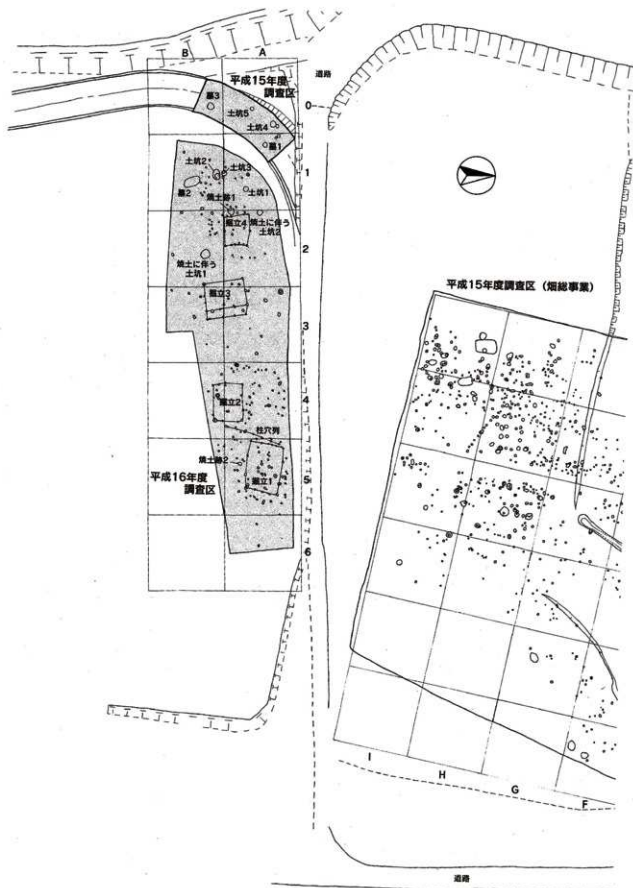 B
A
平成15年度
調査区
道路
0
墓3
土坑5
土坑4
墓1
土坑2
土坑3
1
墓2
焼土跡1
土坑1
掘立4
焼土に伴う
土坑2
2
焼土に伴う
土坑1
平成15年度調査区（畑総事業）
掘立3
3
掘立2
4
柱穴列
焼土跡2
掘立1
5
平成16年度
調査区
6
I
H
G
F
道路